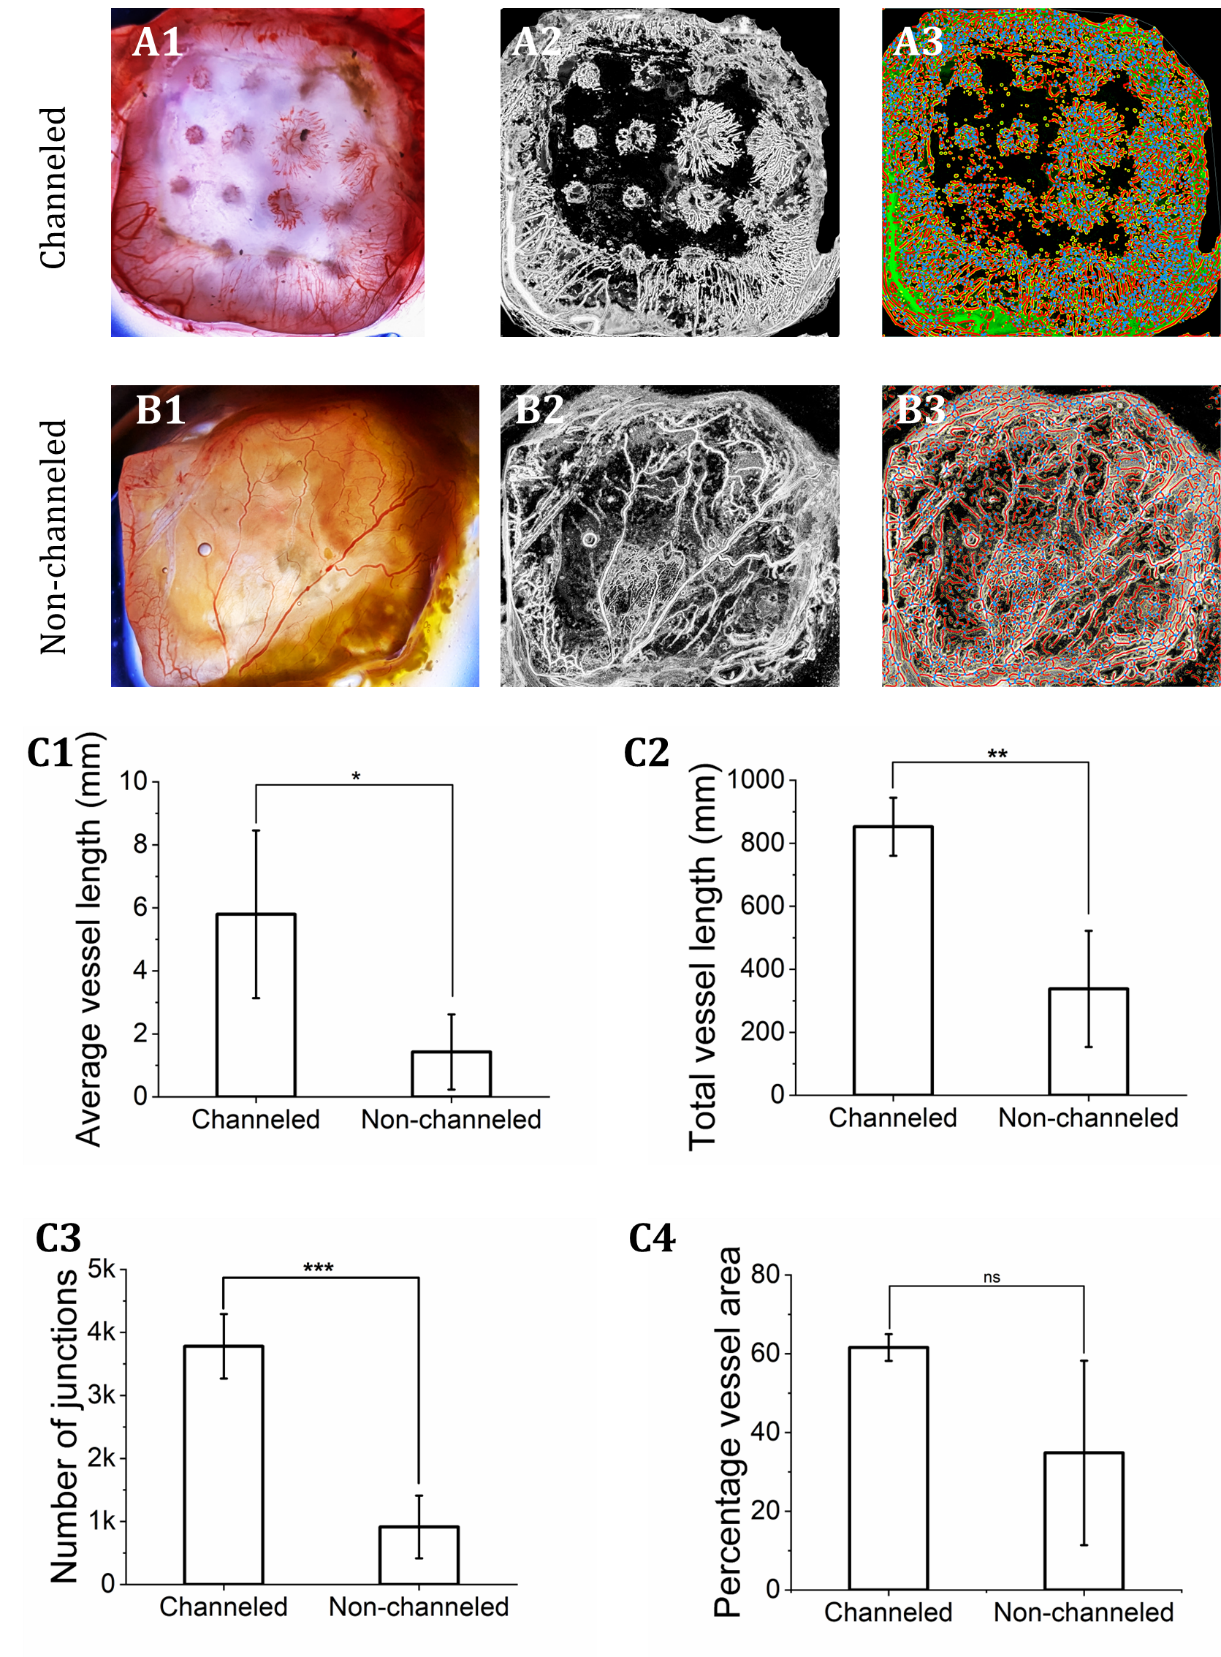 Channeled
A1
A2
A3
Non-channeled
B1
B2
B3
C1
Average vessel length (mm)
10
8
6
4
2
0
*
Channeled
Non-channeled
C2
Total vessel length (mm)
1000
800
600
400
200
0
**
Channeled
Non-channeled
C3
Number of junctions
5k
4k
3k
2k
1k
0
***
Channeled
Non-channeled
C4
Percentage vessel area
80
60
40
20
0
ns
Channeled
Non-channeled